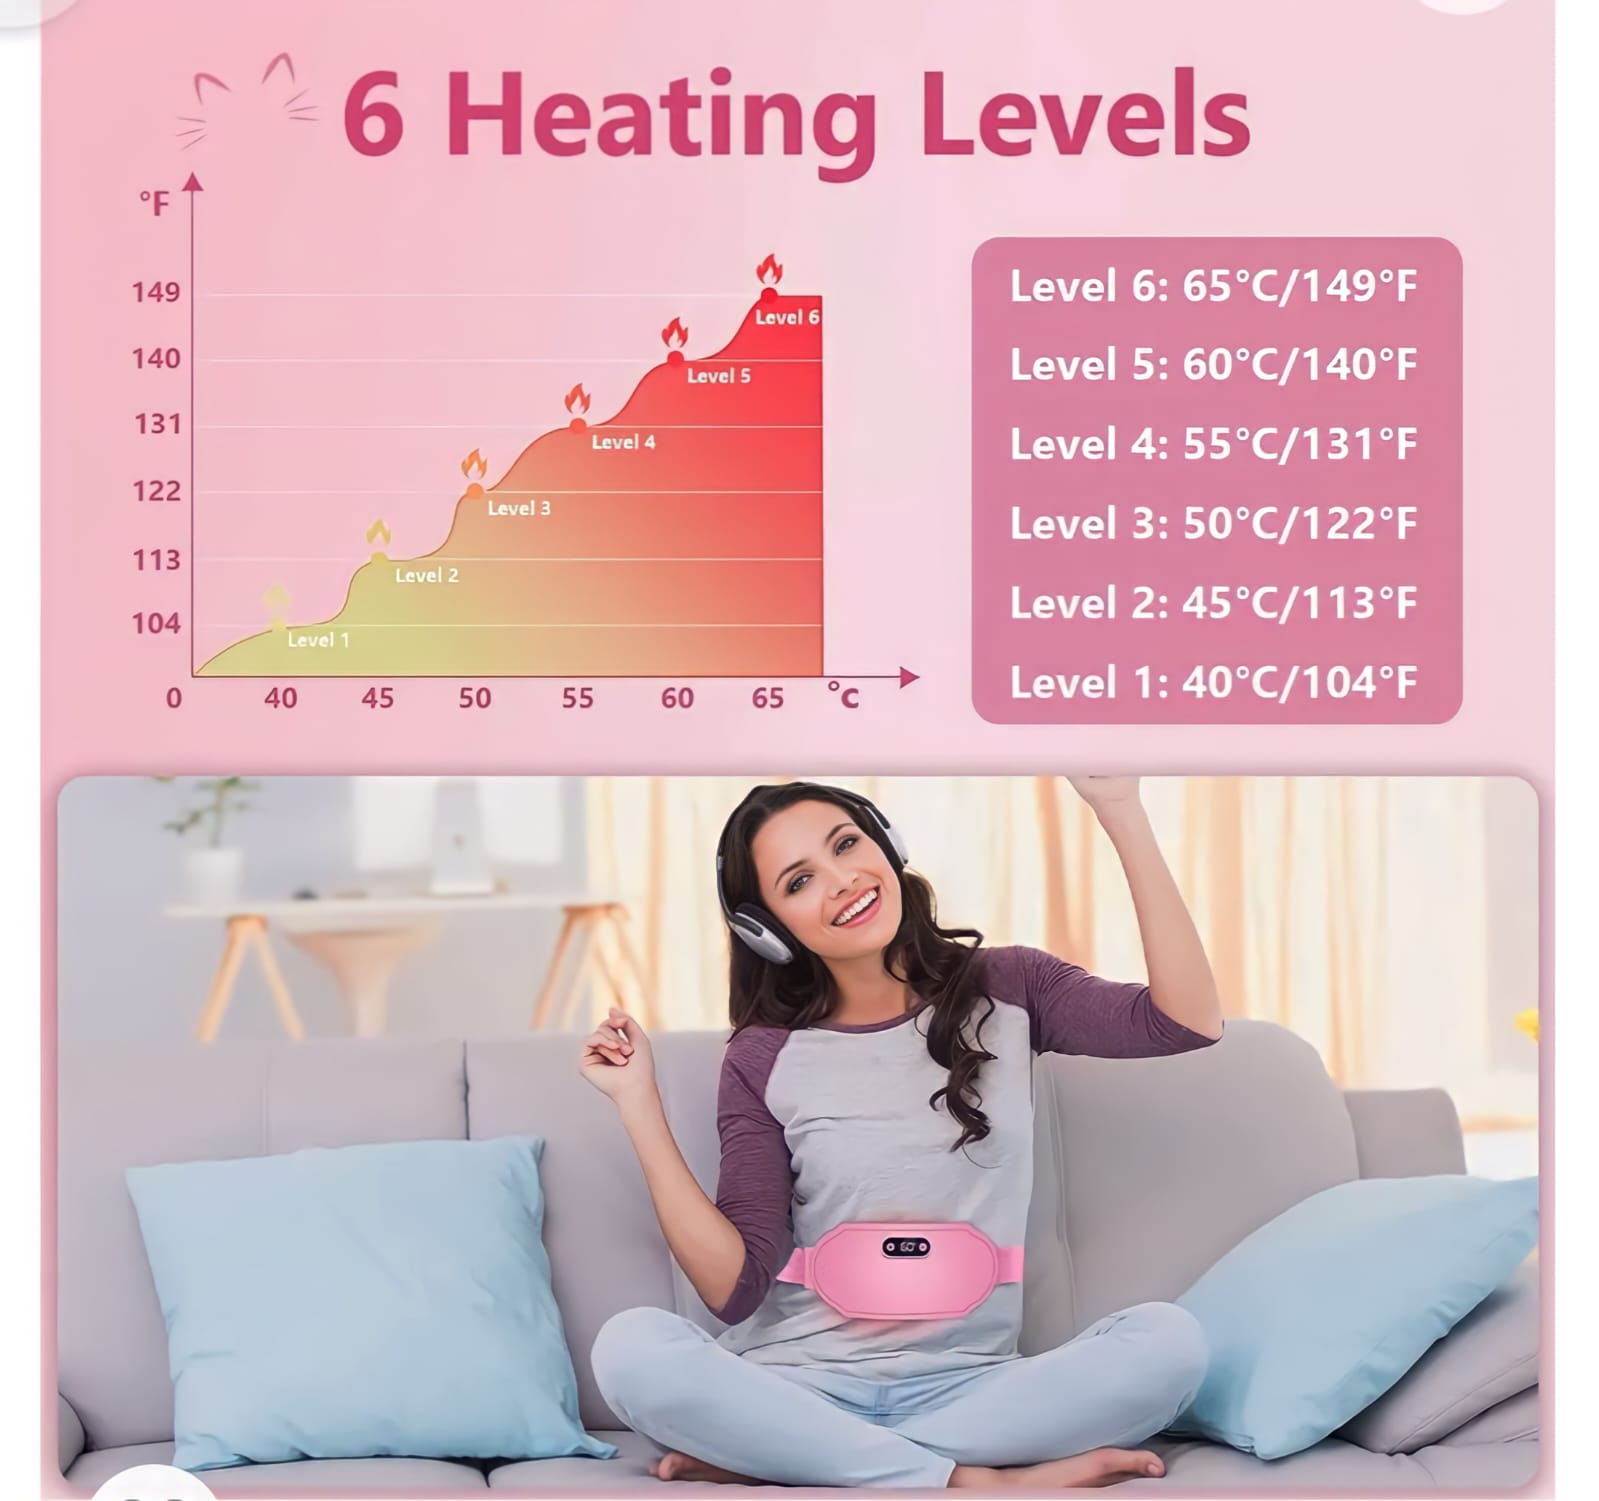 6 Heating Levels
°F
149
140
131
122
113
104
Level 6
Level 5
Level 4
Level 3
Level 2
Level 1
0 40 45 50 55 60 65 °C
Level 6: 65°C/149°F
Level 5: 60°C/140°F
Level 4: 55°C/131°F
Level 3: 50°C/122°F
Level 2: 45°C/113°F
Level 1: 40°C/104°F
60°